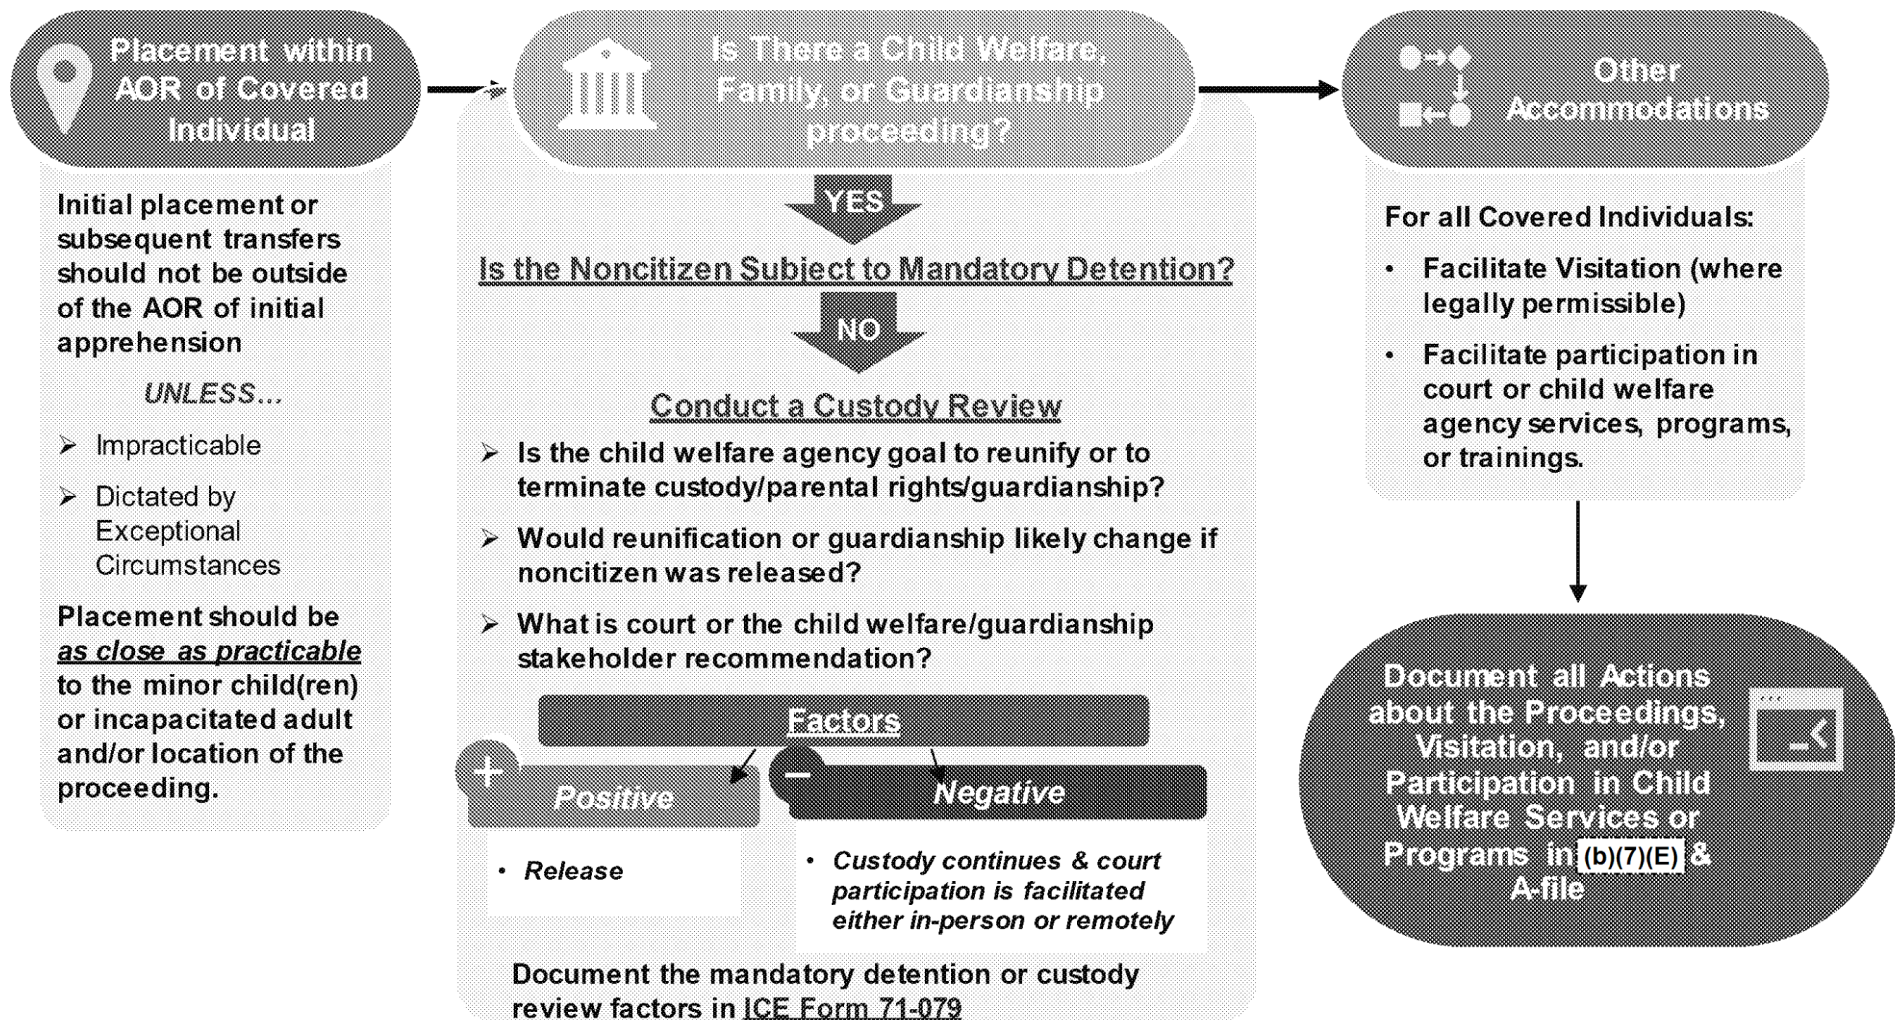 Placement within
AOR of Covered
Individual
Initial placement or
subsequent transfers
should not be outside
of the AOR of initial
apprehension
UNLESS...
➢ Impracticable
➢ Dictated by
Exceptional
Circumstances
Placement should be
as close as practicable
to the minor child(ren)
or incapacitated adult
and/or location of the
proceeding.
Is There a Child Welfare,
Family, or Guardianship
proceeding?
YES
Is the Noncitizen Subject to Mandatory Detention?
NO
Conduct a Custody Review
➢ Is the child welfare agency goal to reunify or to
terminate custody/parental rights/guardianship?
➢ Would reunification or guardianship likely change if
noncitizen was released?
➢ What is court or the child welfare/guardianship
stakeholder recommendation?
Factors
+
Positive
• Release
–
Negative
• Custody continues & court
participation is facilitated
either in-person or remotely
Document the mandatory detention or custody
review factors in ICE Form 71-079
Other
Accommodations
For all Covered Individuals:
• Facilitate Visitation (where
legally permissible)
• Facilitate participation in
court or child welfare
agency services, programs,
or trainings.
Document all Actions
about the Proceedings,
Visitation, and/or
Participation in Child
Welfare Services or
Programs in (b)(7)(E) &
A-file